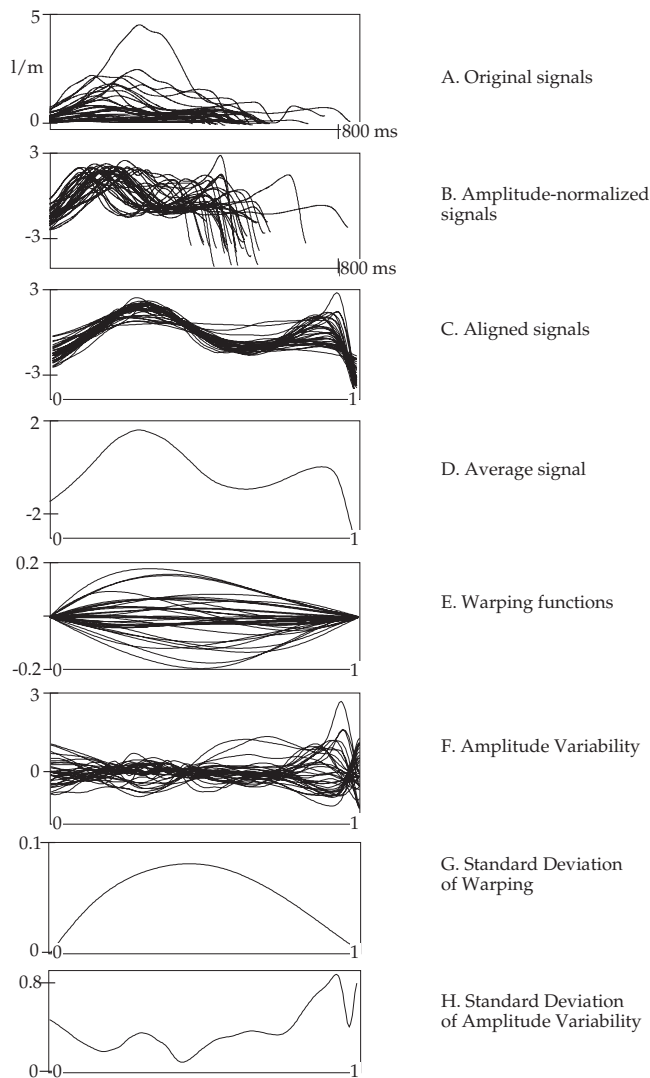 5
l/m
0
800 ms
A. Original signals
3
-3
800 ms
B. Amplitude-normalized
signals
3
-3
0
1
C. Aligned signals
2
-2
0
1
D. Average signal
0.2
-0.2
0
1
E. Warping functions
3
0
0
1
F. Amplitude Variability
0.1
0
0
1
G. Standard Deviation
of Warping
0.8
0
0
1
H. Standard Deviation
of Amplitude Variability